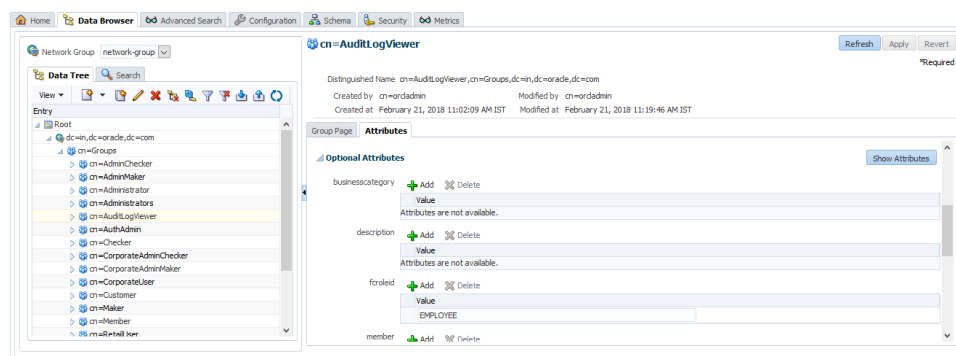 Home Data Browser Advanced Search Configuration Schema Security Metrics
Network Group network-group
Data Tree Search
View
Entry
Root
dc=in,dc=oracle,dc=com
cn=Groups
cn=AdminChecker
cn=AdminMaker
cn=Administrator
cn=Administrators
cn=AuditLogViewer
cn=AuthAdmin
cn=Checker
cn=CorporateAdminChecker
cn=CorporateAdminMaker
cn=CorporateUser
cn=Customer
cn=Maker
cn=Member
cn=RetailUser
cn=AuditLogViewer
Refresh Apply Revert
*Required
Distinguished Name cn=AuditLogViewer,cn=Groups,dc=in,dc=oracle,dc=com
Created by cn=ordadmin Modified by cn=ordadmin
Created at February 21, 2018 11:02:09 AM IST Modified at February 21, 2018 11:19:46 AM IST
Group Page Attributes
Optional Attributes Show Attributes
businesscategory Add Delete
Value
Attributes are not available.
description Add Delete
Value
Attributes are not available.
fcroleid Add Delete
Value
EMPLOYEE
member Add Delete